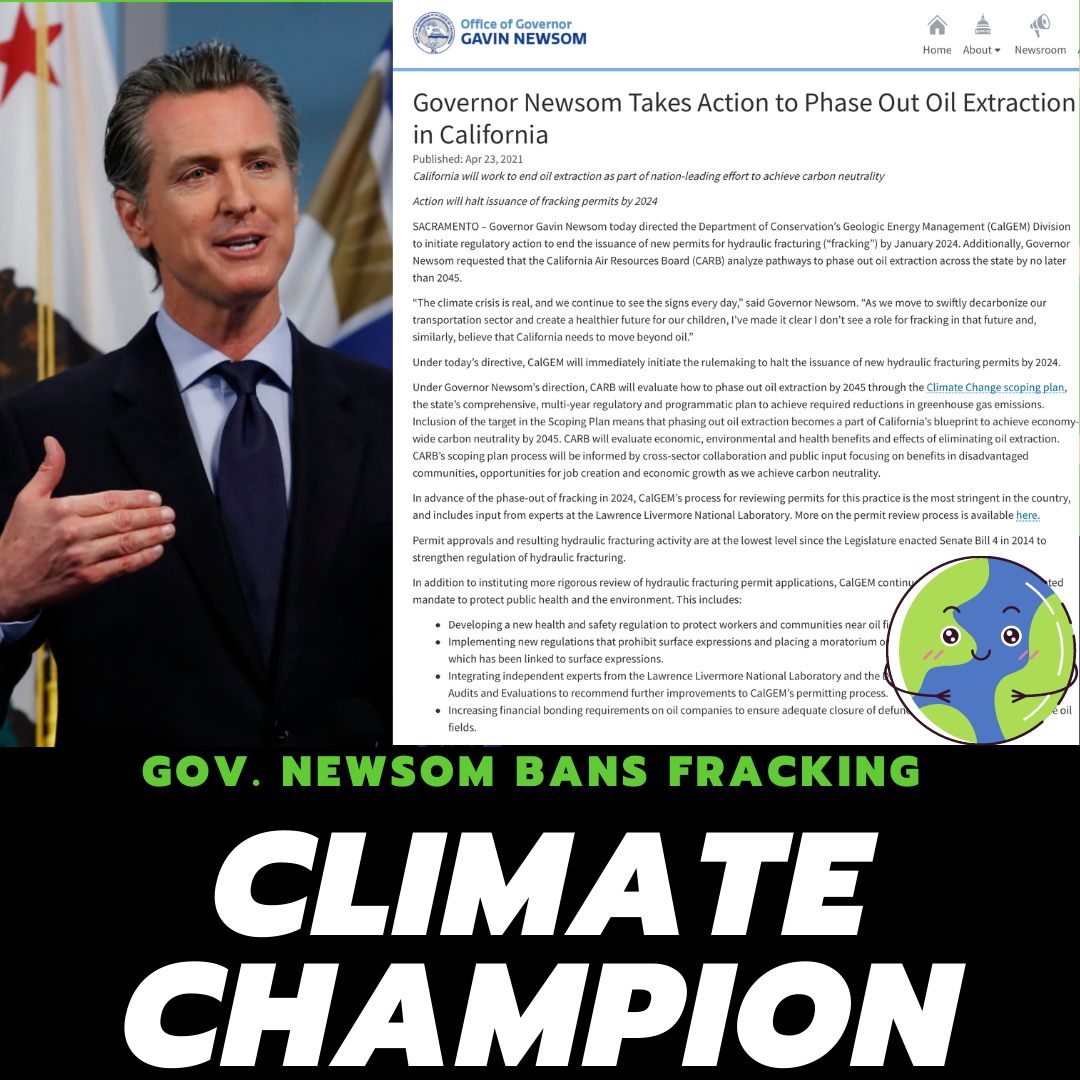 Office of Governor
GAVIN NEWSOM
Home
About
Newsroom
Governor Newsom Takes Action to Phase Out Oil Extraction
in California
Published: Apr 23, 2021
California will work to end oil extraction as part of nation-leading effort to achieve carbon neutrality
Action will halt issuance of fracking permits by 2024
SACRAMENTO – Governor Gavin Newsom today directed the Department of Conservation's Geologic Energy Management (CalGEM) Division
to initiate regulatory action to end the issuance of new permits for hydraulic fracturing ("fracking") by January 2024. Additionally, Governor
Newsom requested that the California Air Resources Board (CARB) analyze pathways to phase out oil extraction across the state by no later
than 2045.
"The climate crisis is real, and we continue to see the signs every day," said Governor Newsom. "As we move to swiftly decarbonize our
transportation sector and create a healthier future for our children, I've made it clear I don't see a role for fracking in that future and,
similarly, believe that California needs to move beyond oil."
Under today's directive, CalGEM will immediately initiate the rulemaking to halt the issuance of new hydraulic fracturing permits by 2024.
Under Governor Newsom's direction, CARB will evaluate how to phase out oil extraction by 2045 through the Climate Change scoping plan,
the state's comprehensive, multi-year regulatory and programmatic plan to achieve required reductions in greenhouse gas emissions.
Inclusion of the target in the Scoping Plan means that phasing out oil extraction becomes a part of California's blueprint to achieve economy-
wide carbon neutrality by 2045. CARB will evaluate economic, environmental and health benefits and effects of eliminating oil extraction.
CARB's scoping plan process will be informed by cross-sector collaboration and public input focusing on benefits in disadvantaged
communities, opportunities for job creation and economic growth as we achieve carbon neutrality.
In advance of the phase-out of fracking in 2024, CalGEM's process for reviewing permits for this practice is the most stringent in the country,
and includes input from experts at the Lawrence Livermore National Laboratory. More on the permit review process is available here.
Permit approvals and resulting hydraulic fracturing activity are at the lowest level since the Legislature enacted Senate Bill 4 in 2014 to
strengthen regulation of hydraulic fracturing.
In addition to instituting more rigorous review of hydraulic fracturing permit applications, CalGEM
mandate to protect public health and the environment. This includes:
• Developing a new health and safety regulation to protect workers and communities near oil
• Implementing new regulations that prohibit surface expressions and placing a moratorium
which has been linked to surface expressions.
• Integrating independent experts from the Lawrence Livermore National Laboratory and the
Audits and Evaluations to recommend further improvements to CalGEM's permitting process.
• Increasing financial bonding requirements on oil companies to ensure adequate closure of oil
fields.
GOV. NEWSOM BANS FRACKING
CLIMATE
CHAMPION